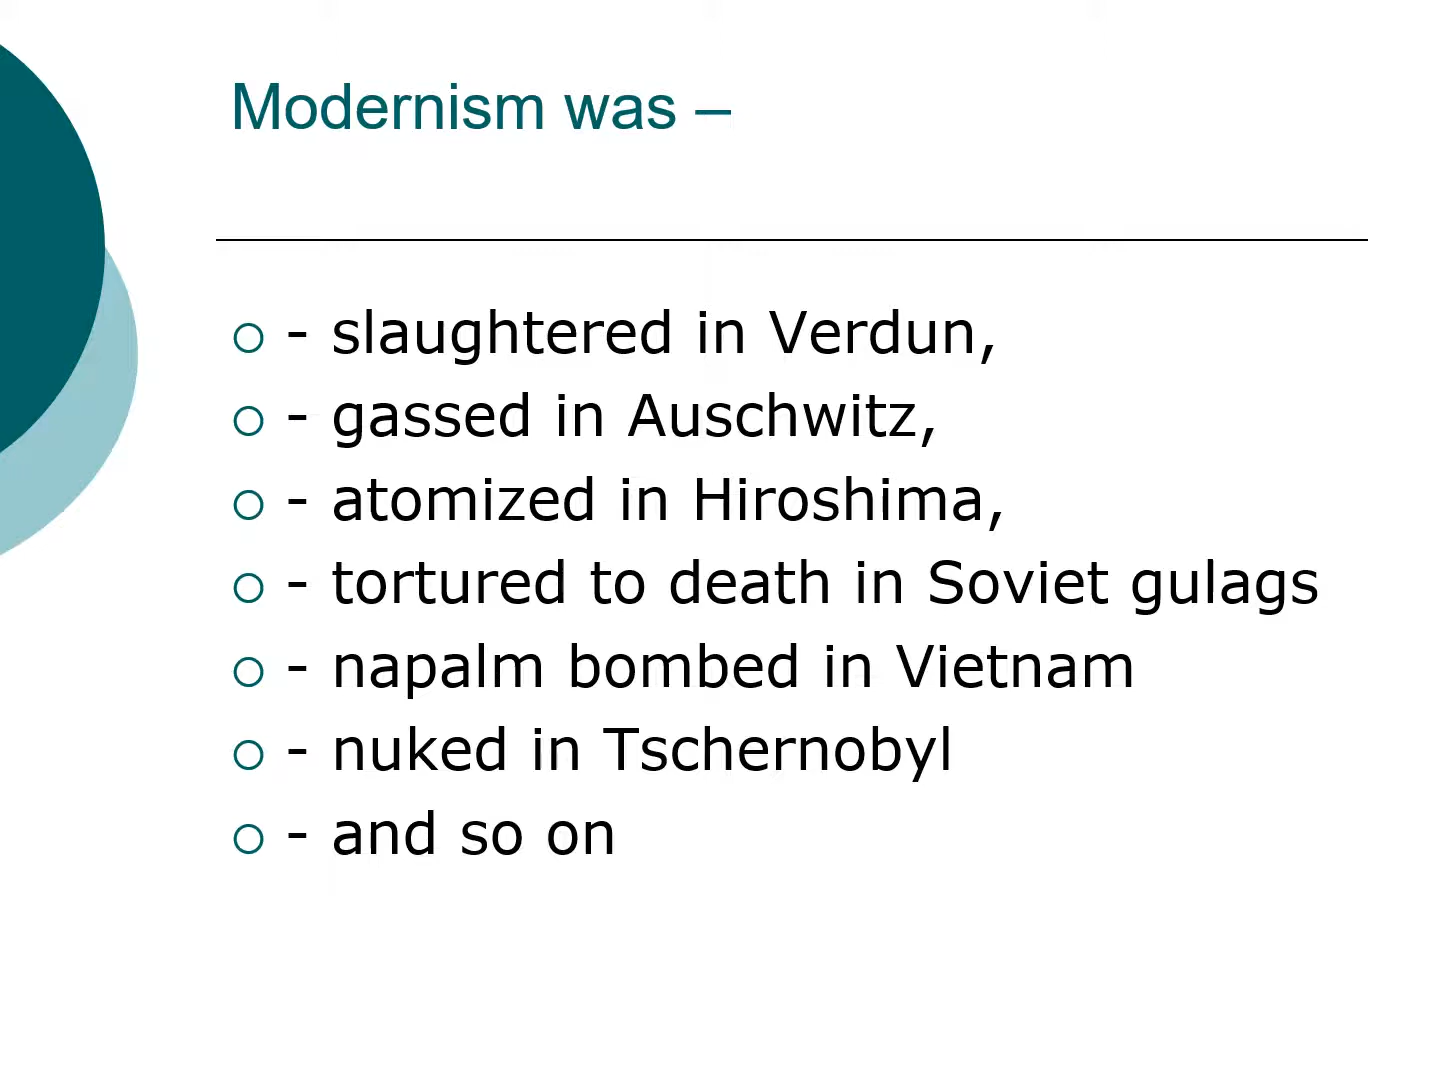 Modernism was –
- slaughtered in Verdun,
- gassed in Auschwitz,
- atomized in Hiroshima,
- tortured to death in Soviet gulags
- napalm bombed in Vietnam
- nuked in Tschernobyl
- and so on